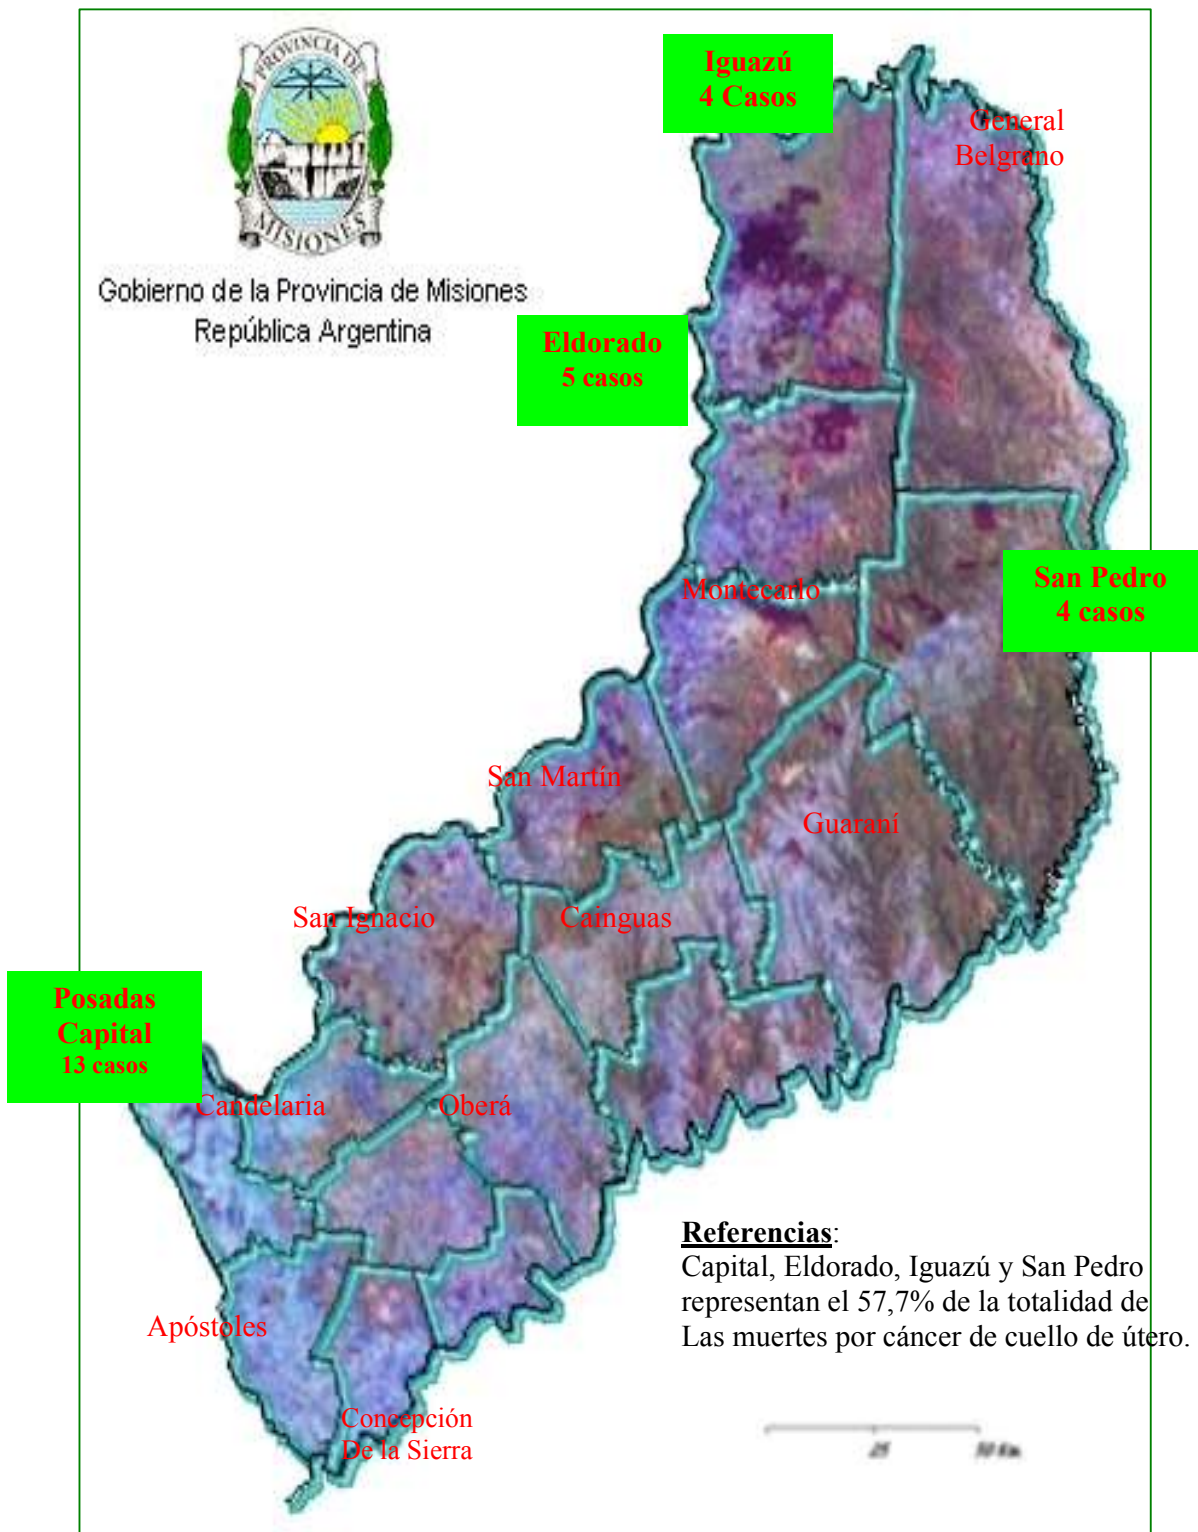 PROVINCIA DE
MISIONES
Gobierno de la Provincia de Misiones
República Argentina
Iguazú
4 Casos
General
Belgrano
Eldorado
5 casos
San Pedro
4 casos
Montecarlo
San Martín
Guaraní
San Ignacio
Cainguas
Posadas
Capital
13 casos
Candelaria
Oberá
Referencias:
Capital, Eldorado, Iguazú y San Pedro
representan el 57,7% de la totalidad de
Las muertes por cáncer de cuello de útero.
Apóstoles
Concepción
De la Sierra
25 50 Km.